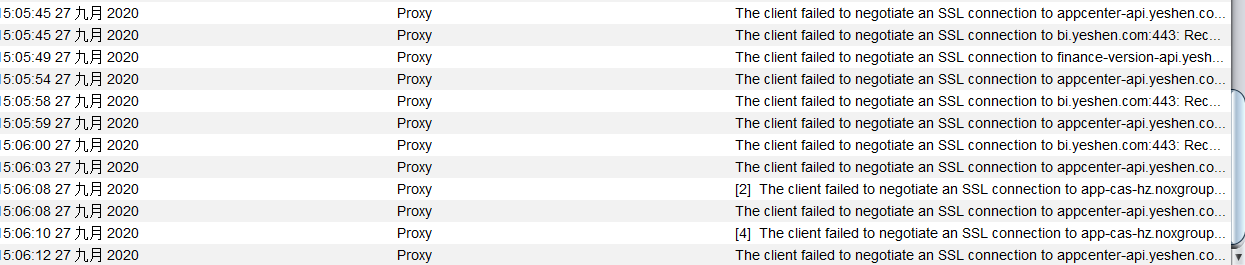 15:05:45 27 九月 2020 Proxy The client failed to negotiate an SSL connection to appcenter-api.yeshen.co...
15:05:45 27 九月 2020 Proxy The client failed to negotiate an SSL connection to bi.yeshen.com:443: Rec...
15:05:49 27 九月 2020 Proxy The client failed to negotiate an SSL connection to finance-version-api.yesh...
15:05:54 27 九月 2020 Proxy The client failed to negotiate an SSL connection to appcenter-api.yeshen.co...
15:05:58 27 九月 2020 Proxy The client failed to negotiate an SSL connection to bi.yeshen.com:443: Rec...
15:05:59 27 九月 2020 Proxy The client failed to negotiate an SSL connection to appcenter-api.yeshen.co...
15:06:00 27 九月 2020 Proxy The client failed to negotiate an SSL connection to bi.yeshen.com:443: Rec...
15:06:03 27 九月 2020 Proxy The client failed to negotiate an SSL connection to appcenter-api.yeshen.co...
15:06:08 27 九月 2020 Proxy [2] The client failed to negotiate an SSL connection to app-cas-hz.noxgroup...
15:06:08 27 九月 2020 Proxy The client failed to negotiate an SSL connection to appcenter-api.yeshen.co...
15:06:10 27 九月 2020 Proxy [4] The client failed to negotiate an SSL connection to app-cas-hz.noxgroup...
15:06:12 27 九月 2020 Proxy The client failed to negotiate an SSL connection to appcenter-api.yeshen.co...